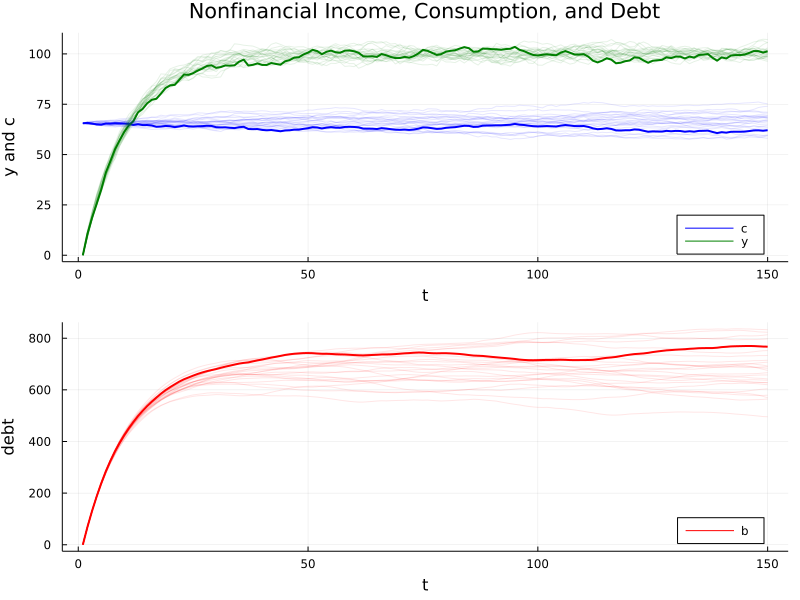 Nonfinancial Income, Consumption, and Debt
100
75
50
25
0
y and c
c
y
0 50 100 150
t
800
600
400
200
0
debt
b
0 50 100 150
t